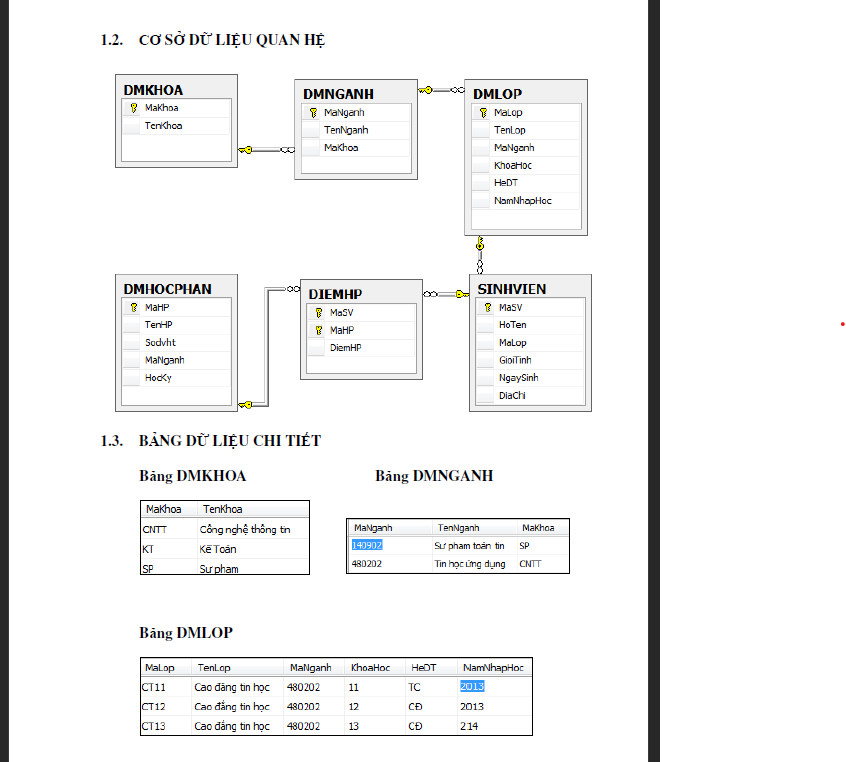 1.2. CƠ SỞ DỮ LIỆU QUAN HỆ
DMKHOA
MaKhoa
TenKhoa
DMNGANH
MaNganh
TenNganh
MaKhoa
DMLOP
MaLop
TenLop
MaNganh
KhoaHoc
HeDT
NamNhapHoc
DMHOCPHAN
MaHP
TenHP
Sodvht
MaNganh
HocKy
DIEMHP
MaSV
MaHP
DiemHP
SINHVIEN
MaSV
HoTen
MaLop
GioiTinh
NgaySinh
DiaChi
1.3. BẢNG DỮ LIỆU CHI TIẾT
Bảng DMKHOA Bảng DMNGANH
MaKhoa TenKhoa
CNTT Công nghệ thông tin
KT Kế Toán
SP Sư phạm
MaNganh TenNganh MaKhoa
140902 Sư phạm toán tin SP
480202 Tin học ứng dụng CNTT
Bảng DMLOP
MaLop TenLop MaNganh KhoaHoc HeDT NamNhapHoc
CT11 Cao đẳng tin học 480202 11 TC 2013
CT12 Cao đẳng tin học 480202 12 CĐ 2013
CT13 Cao đẳng tin học 480202 13 CĐ 214